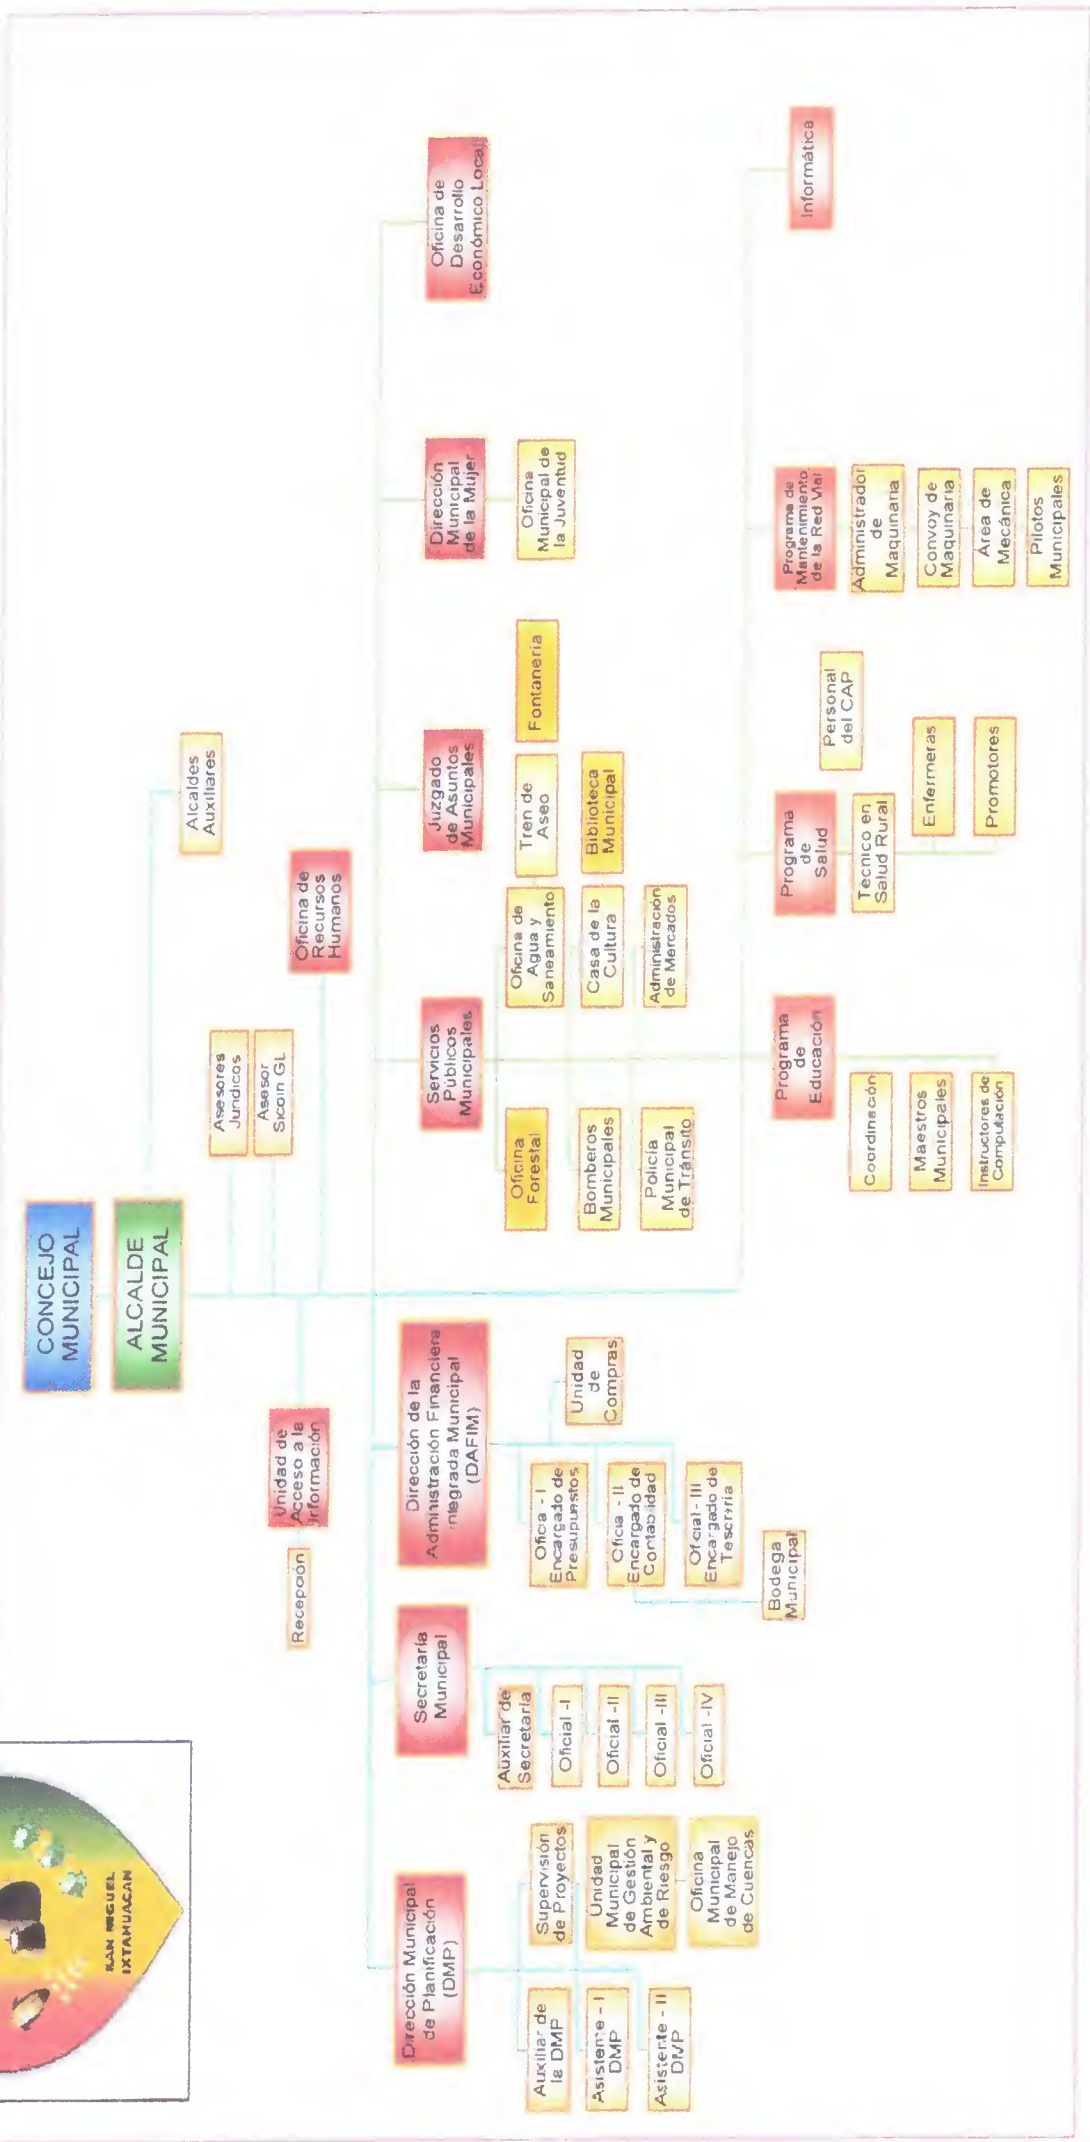 SAN MIGUEL
IXTAHUACAN
CONCEJO
MUNICIPAL
ALCALDE
MUNICIPAL
Alcaldes
Auxiliares
Asesores
Jurídicos
Asesor
Sicoin GL
Unidad de
Acceso a la
Información
Recepción
Oficina de
Recursos
Humanos
Dirección Municipal
de Planificación
(DMP)
Secretaría
Municipal
Dirección de la
Administración Financiera
Integrada Municipal
(DAFIM)
Servicios
Públicos
Municipales
Juzgado
de Asuntos
Municipales
Dirección
Municipal
de la Mujer
Oficina de
Desarrollo
Económico Local
Auxiliar de
la DMP
Asistente - I
DMP
Asistente - II
DMP
Supervisión
de Proyectos
Unidad
Municipal
de Gestión
Ambiental y
de Riesgo
Oficina
Municipal
de Manejo
de Cuencas
Auxiliar de
Secretaría
Oficial -I
Oficial -II
Oficial -III
Oficial -IV
Oficia - I
Encargado de
Presupuestos
Oficia - II
Encargado de
Contabilidad
Oficial - III
Encargado de
Tesorería
Unidad
de
Compras
Bodega
Municipal
Oficina
Forestal
Bomberos
Municipales
Policía
Municipal
de Tránsito
Oficina de
Agua y
Saneamiento
Casa de la
Cultura
Administración
de Mercados
Tren de
Aseo
Biblioteca
Municipal
Fontanería
Oficina
Municipal de
la Juventud
Programa
de
Educación
Coordinación
Maestros
Municipales
Instructores de
Computación
Programa
de
Salud
Tecnico en
Salud Rural
Personal
del CAP
Enfermeras
Promotores
Programa de
Mantenimiento
de la Red Vial
Administrador
de
Maquinaria
Convoy de
Maquinaria
Área de
Mecánica
Pilotos
Municipales
Informática